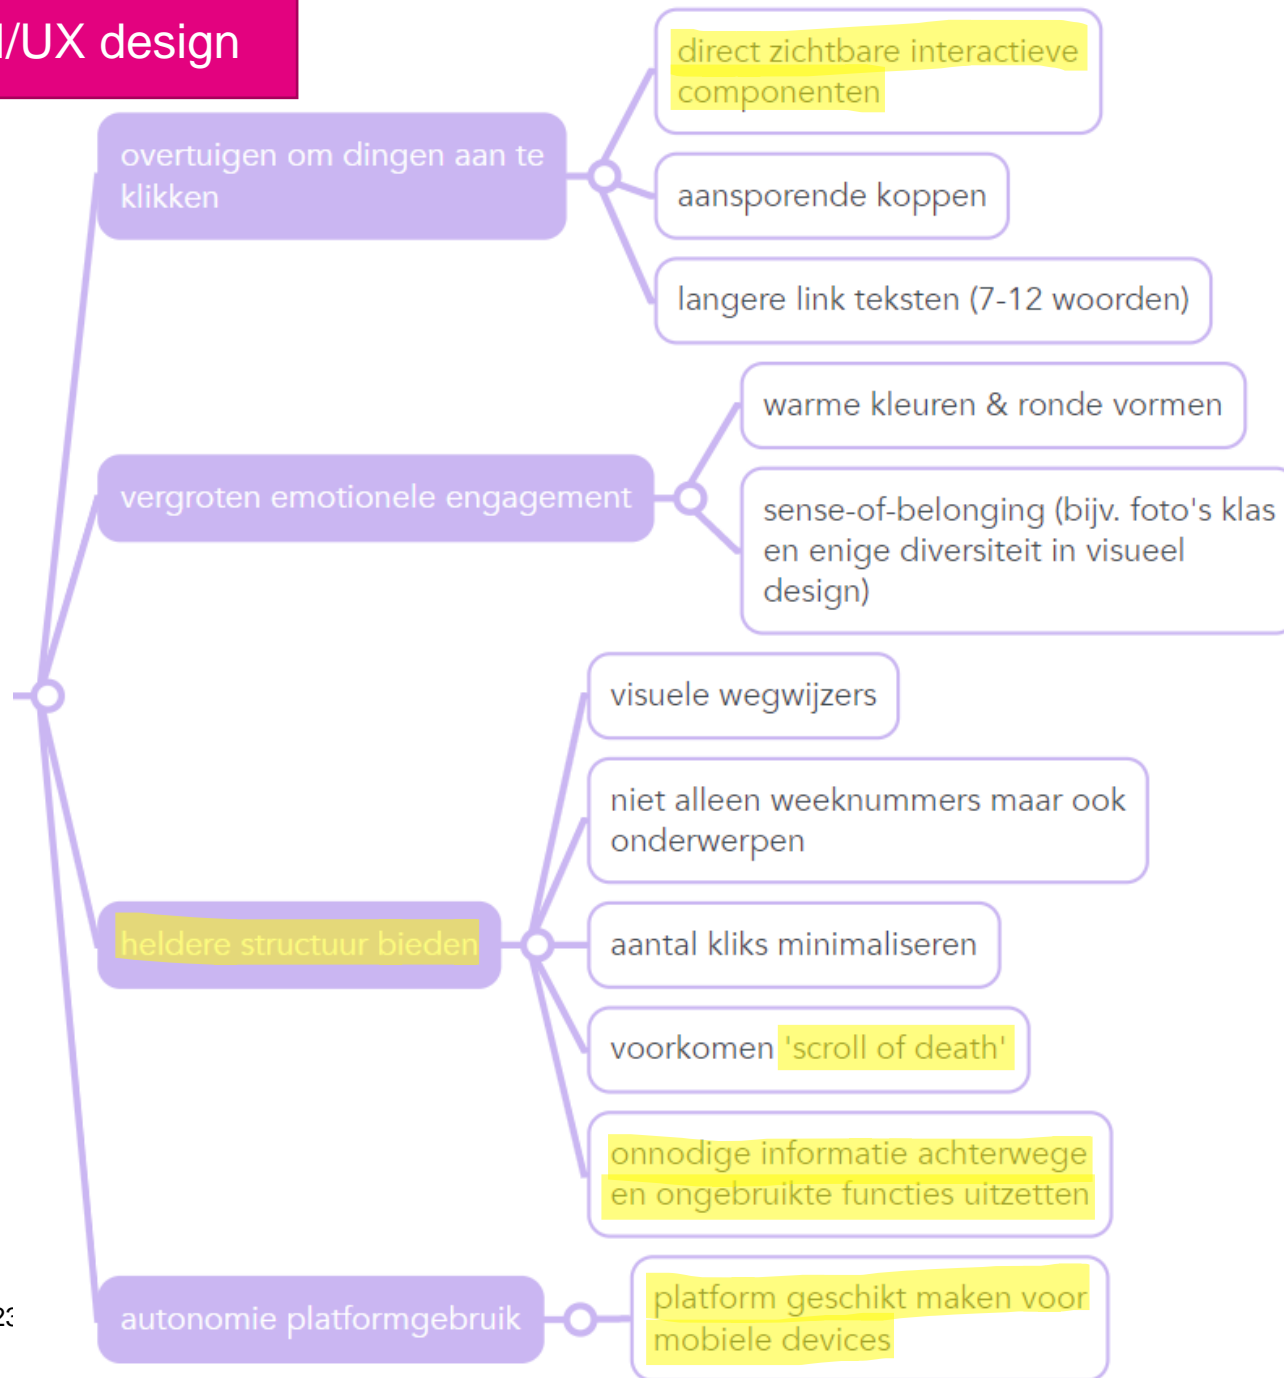 I/UX design
direct zichtbare interactieve
componenten
overtuigen om dingen aan te
klikken
aansporende koppen
langere link teksten (7-12 woorden)
warme kleuren & ronde vormen
vergroten emotionele engagement
sense-of-belonging (bijv. foto's klas
en enige diversiteit in visueel
design)
visuele wegwijzers
niet alleen weeknummers maar ook
onderwerpen
heldere structuur bieden
aantal kliks minimaliseren
voorkomen 'scroll of death'
onnodige informatie achterwege
en ongebruikte functies uitzetten
platform geschikt maken voor
mobiele devices
autonomie platformgebruik